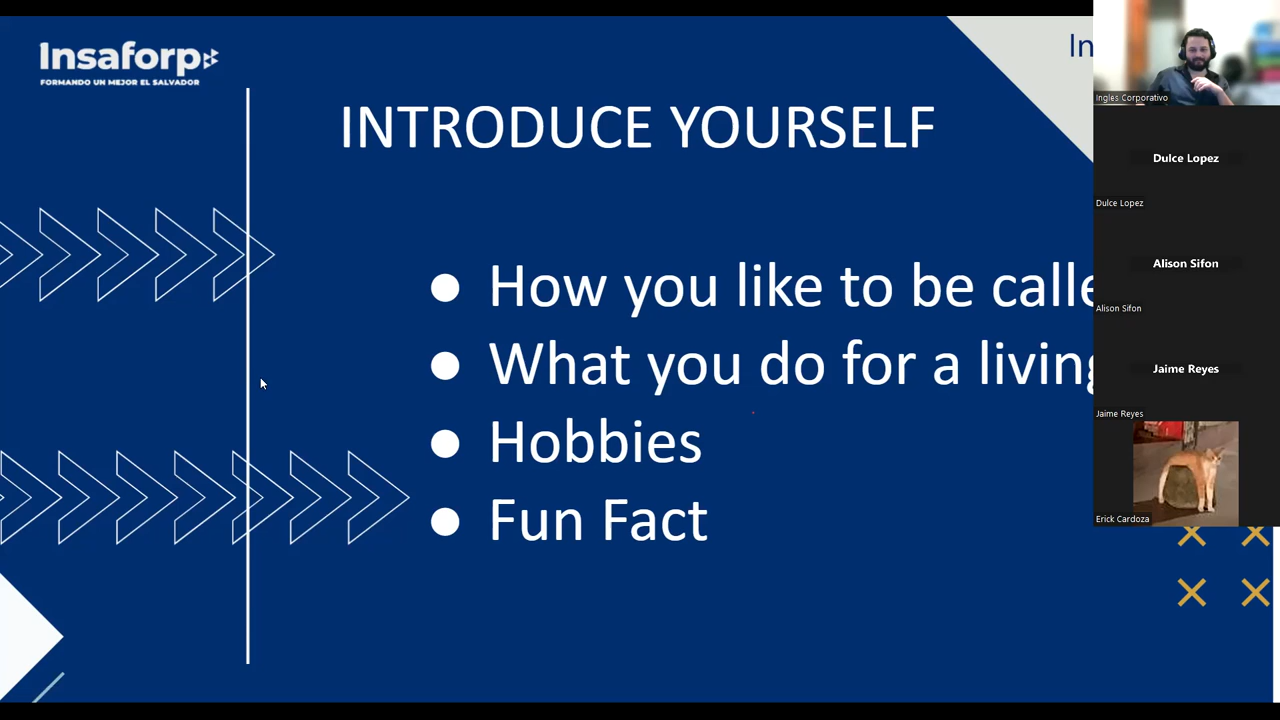 Insaforp
FORMANDO UN MEJOR EL SALVADOR
In
INTRODUCE YOURSELF
● How you like to be calle
● What you do for a living
● Hobbies
● Fun Fact
Ingles Corporativo
Dulce Lopez
Dulce Lopez
Alison Sifon
Alison Sifon
Jaime Reyes
Jaime Reyes
Erick Cardoza